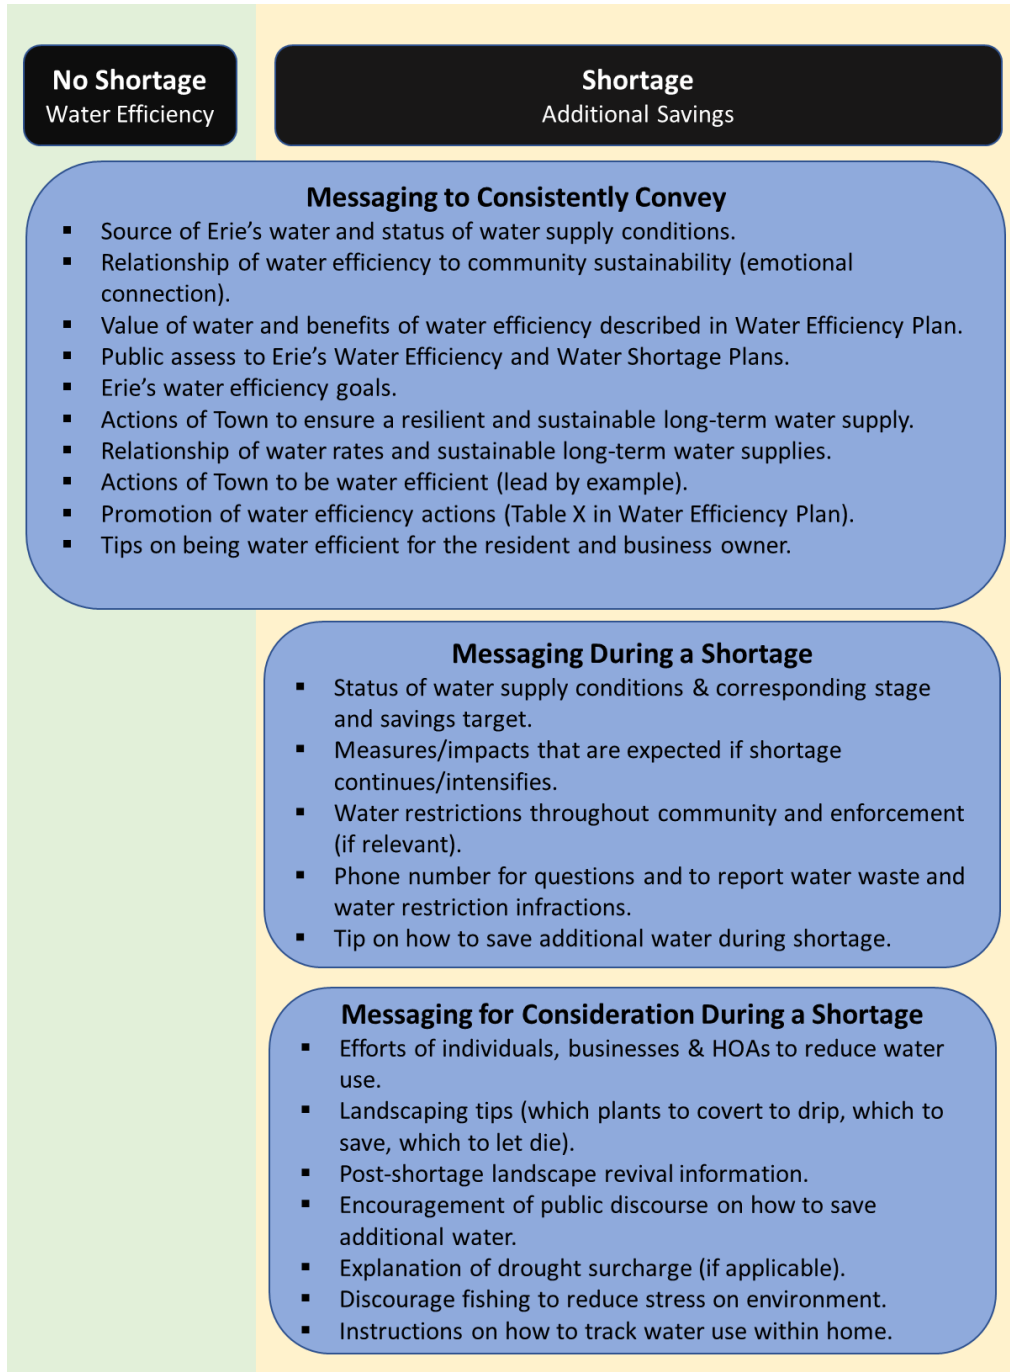 No Shortage
Water Efficiency
Shortage
Additional Savings
Messaging to Consistently Convey
▪ Source of Erie’s water and status of water supply conditions.
▪ Relationship of water efficiency to community sustainability (emotional
connection).
▪ Value of water and benefits of water efficiency described in Water Efficiency Plan.
▪ Public assess to Erie’s Water Efficiency and Water Shortage Plans.
▪ Erie’s water efficiency goals.
▪ Actions of Town to ensure a resilient and sustainable long-term water supply.
▪ Relationship of water rates and sustainable long-term water supplies.
▪ Actions of Town to be water efficient (lead by example).
▪ Promotion of water efficiency actions (Table X in Water Efficiency Plan).
▪ Tips on being water efficient for the resident and business owner.
Messaging During a Shortage
▪ Status of water supply conditions & corresponding stage
and savings target.
▪ Measures/impacts that are expected if shortage
continues/intensifies.
▪ Water restrictions throughout community and enforcement
(if relevant).
▪ Phone number for questions and to report water waste and
water restriction infractions.
▪ Tip on how to save additional water during shortage.
Messaging for Consideration During a Shortage
▪ Efforts of individuals, businesses & HOAs to reduce water
use.
▪ Landscaping tips (which plants to covert to drip, which to
save, which to let die).
▪ Post-shortage landscape revival information.
▪ Encouragement of public discourse on how to save
additional water.
▪ Explanation of drought surcharge (if applicable).
▪ Discourage fishing to reduce stress on environment.
▪ Instructions on how to track water use within home.